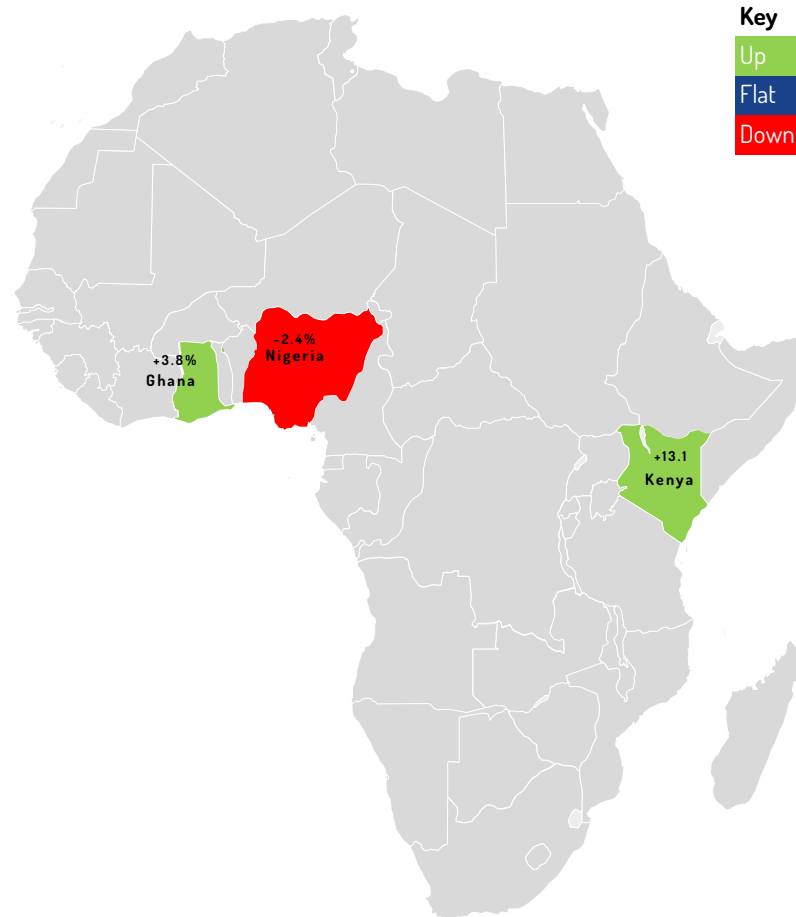 Key
Up
Flat
Down
-2.4%
Nigeria
+3.8%
Ghana
+13.1
Kenya